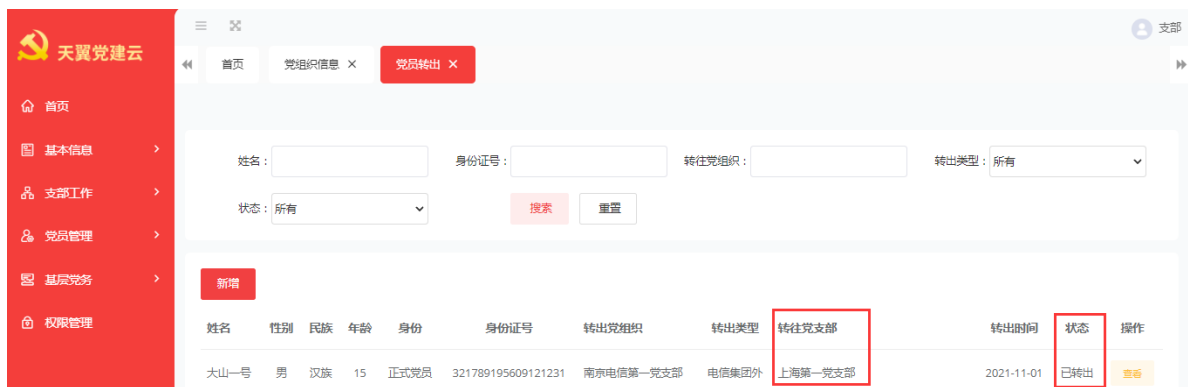 天翼党建云
支部
首页 党组织信息 × 党员转出 ×
首页
基本信息
支部工作
党员管理
基层党务
权限管理
姓名： 身份证号： 转往党组织： 转出类型： 所有
状态： 所有 搜索 重置
新增
姓名 性别 民族 年龄 身份 身份证号 转出党组织 转出类型 转往党支部 转出时间 状态 操作
大山一号 男 汉族 15 正式党员 321789195609121231 南京电信第一党支部 电信集团外 上海第一党支部 2021-11-01 已转出 查看